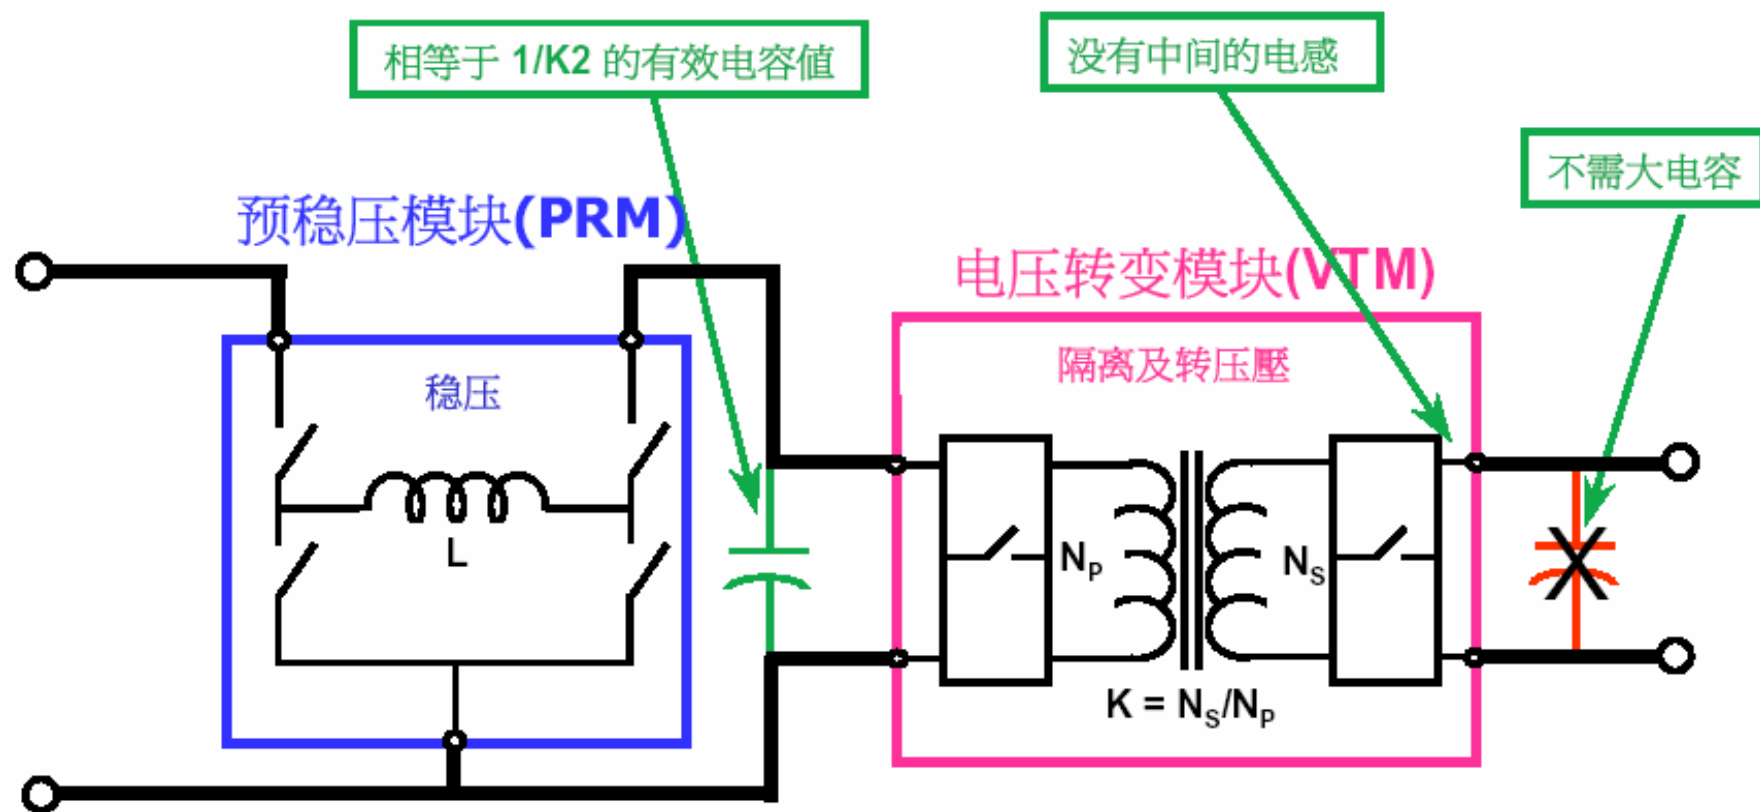 相等于 1/K2 的有效电容値
没有中间的电感
不需大电容
预稳压模块(PRM)
电压转变模块(VTM)
稳压
隔离及转压壓
L
NP
NS
K = NS/NP